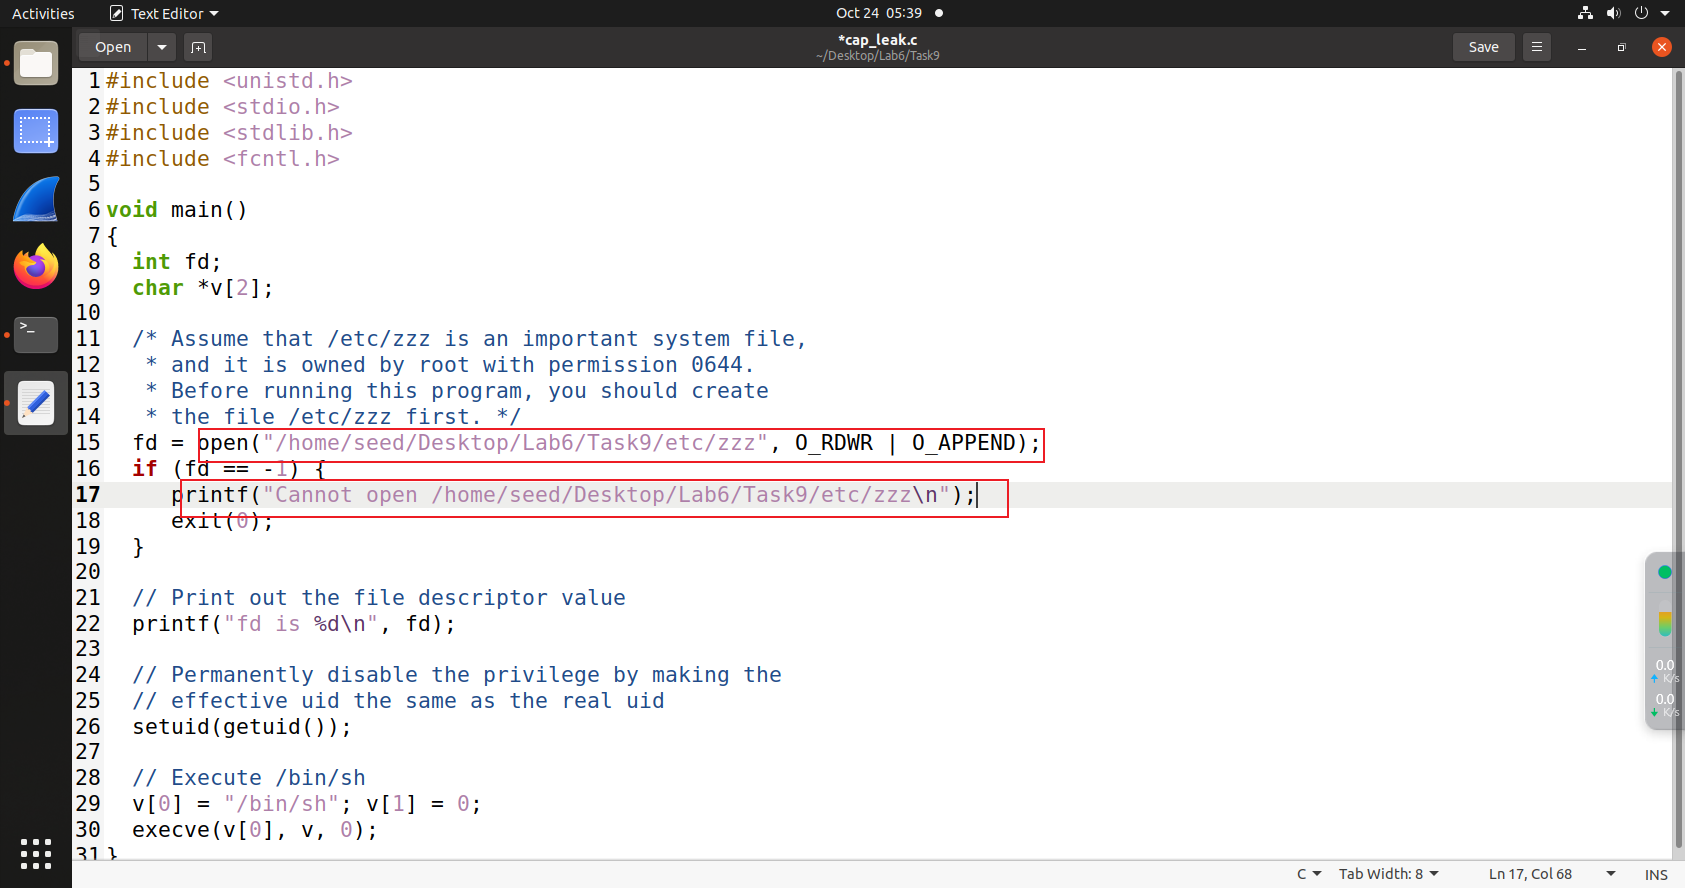 Activities
Text Editor
Oct 24 05:39
Open
*cap_leak.c
~/Desktop/Lab6/Task9
Save
1 #include <unistd.h>
2 #include <stdio.h>
3 #include <stdlib.h>
4 #include <fcntl.h>
5
6 void main()
7 {
8   int fd;
9   char *v[2];
10
11   /* Assume that /etc/zzz is an important system file,
12    * and it is owned by root with permission 0644.
13    * Before running this program, you should create
14    * the file /etc/zzz first. */
15   fd = open("/home/seed/Desktop/Lab6/Task9/etc/zzz", O_RDWR | O_APPEND);
16   if (fd == -1) {
17      printf("Cannot open /home/seed/Desktop/Lab6/Task9/etc/zzz\n");
18      exit(0);
19   }
20
21   // Print out the file descriptor value
22   printf("fd is %d\n", fd);
23
24   // Permanently disable the privilege by making the
25   // effective uid the same as the real uid
26   setuid(getuid());
27
28   // Execute /bin/sh
29   v[0] = "/bin/sh"; v[1] = 0;
30   execve(v[0], v, 0);
31 }
0.0
K/s
0.0
K/s
C
Tab Width: 8
Ln 17, Col 68
INS